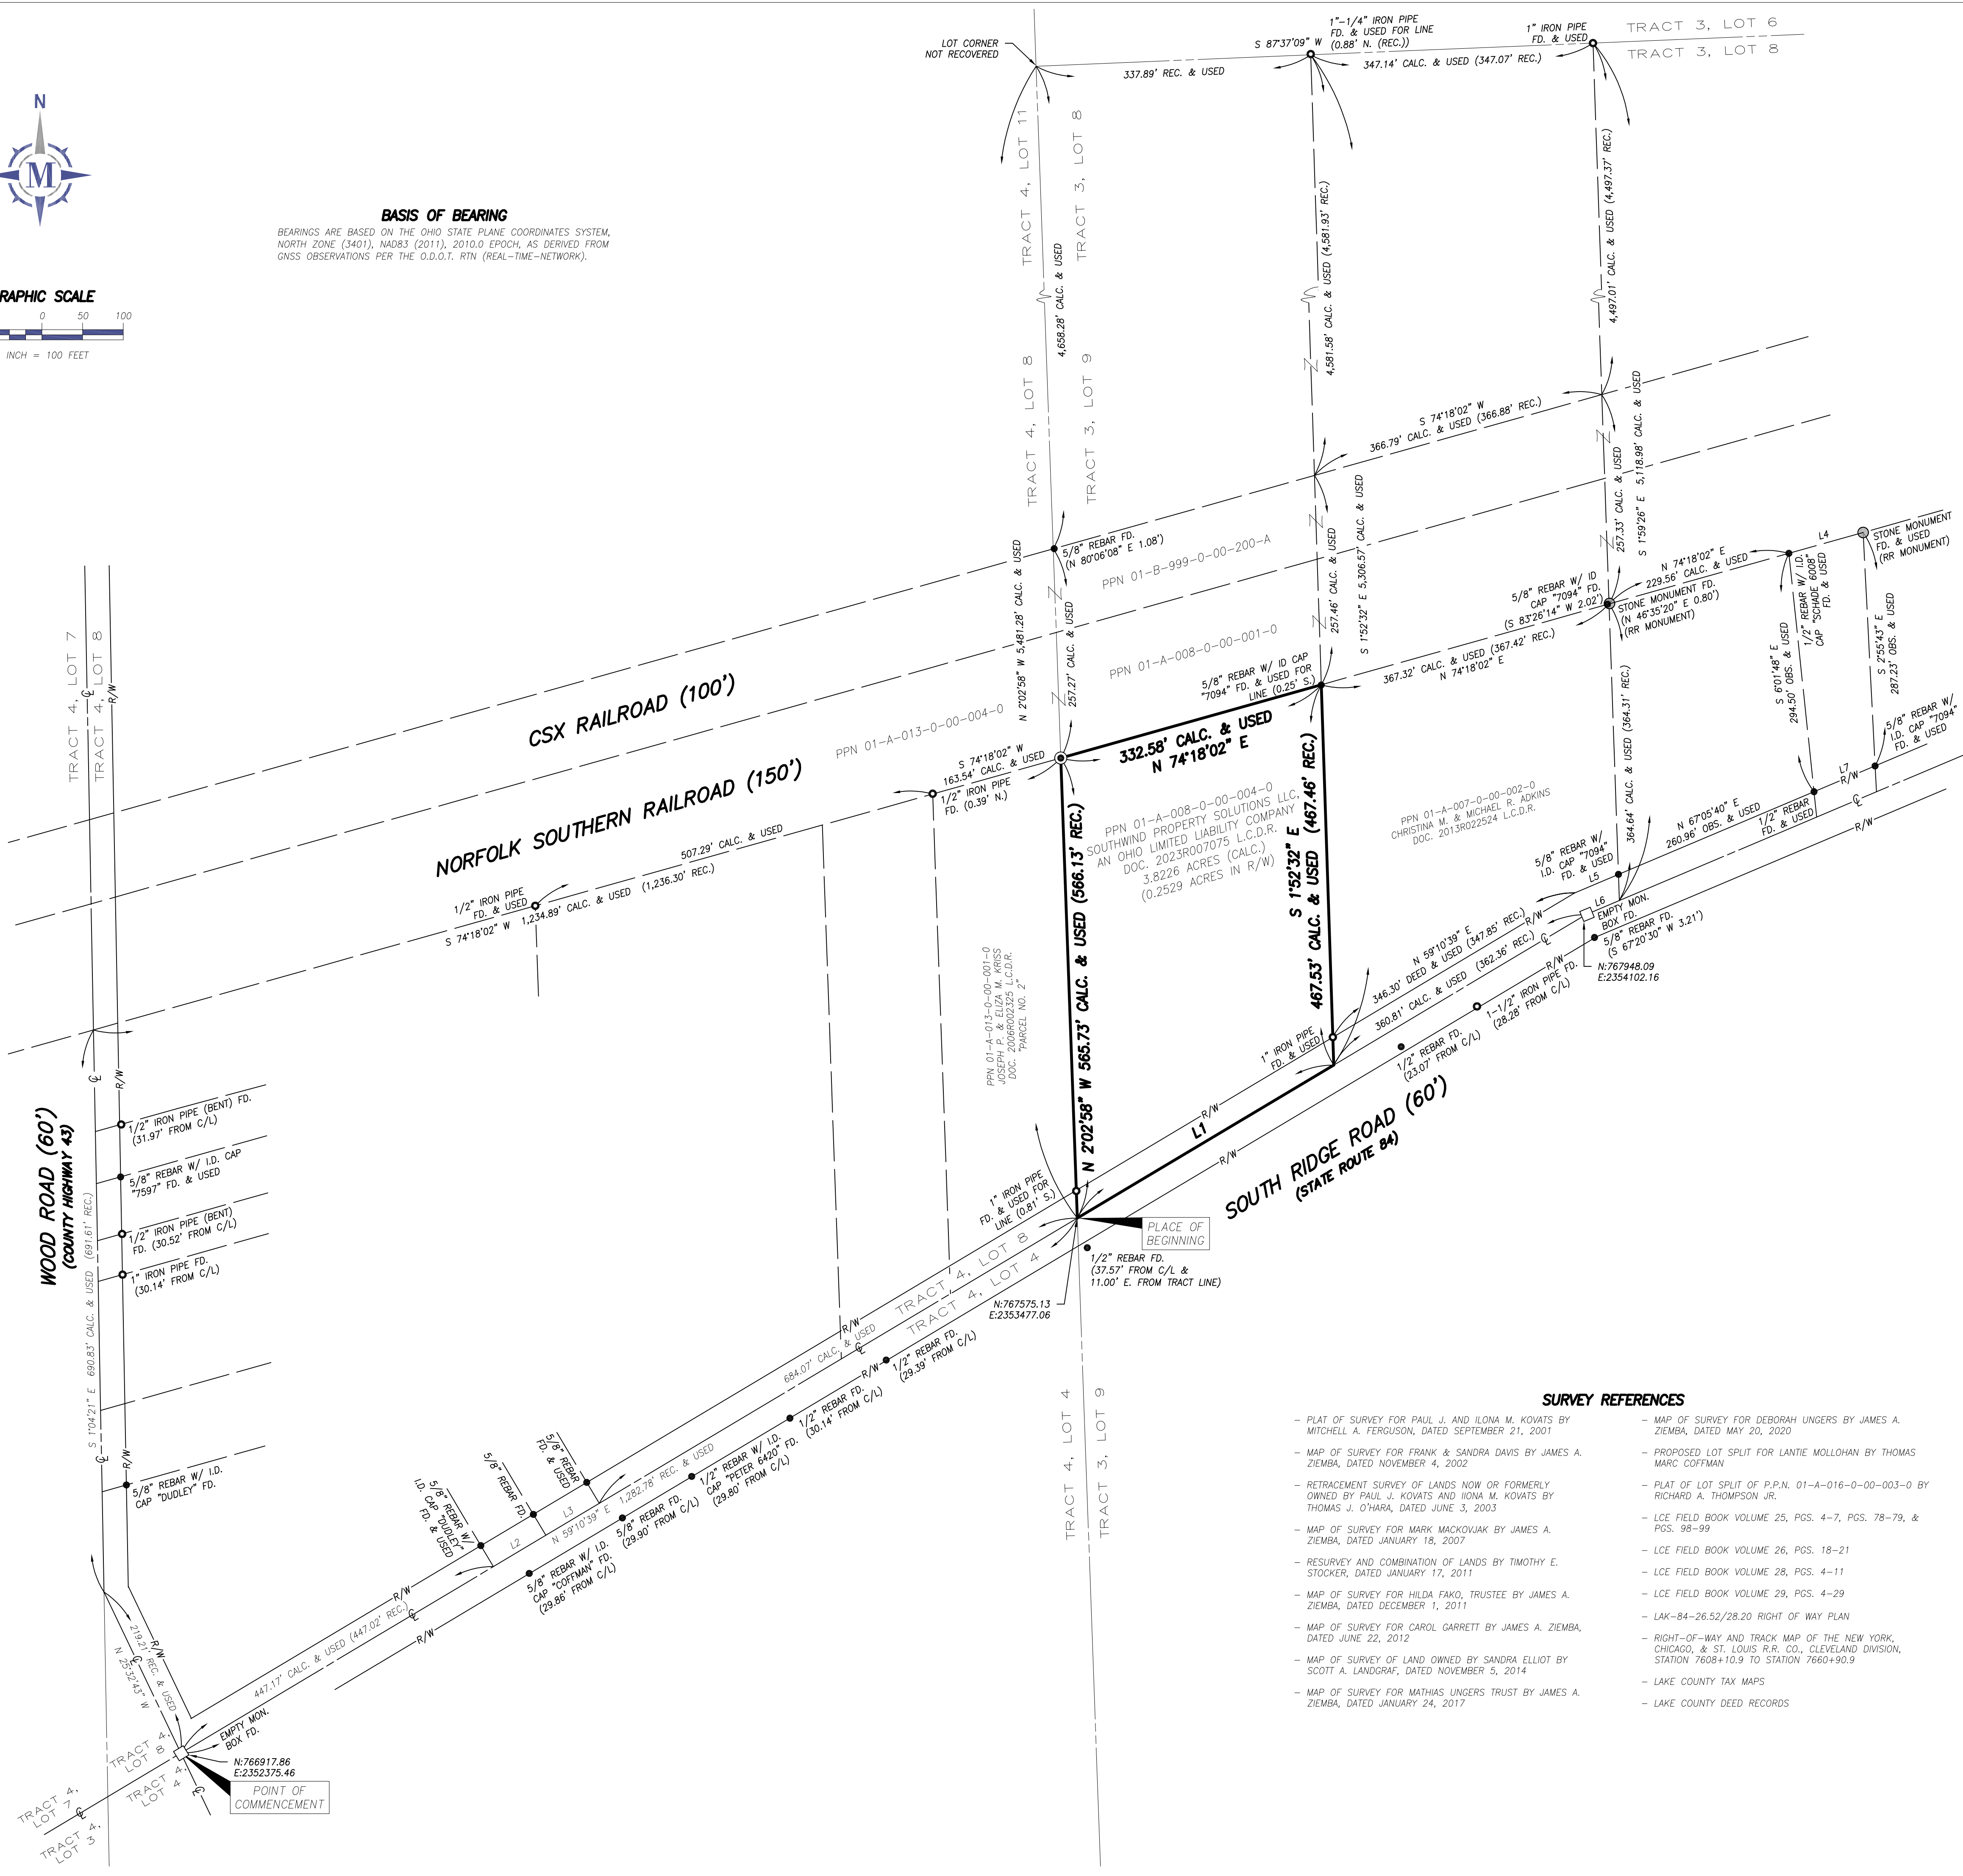 N
M
BASIS OF BEARING
BEARINGS ARE BASED ON THE OHIO STATE PLANE COORDINATES SYSTEM,
NORTH ZONE (3401), NAD83 (2011), 2010.0 EPOCH, AS DERIVED FROM
GNSS OBSERVATIONS PER THE O.D.O.T. RTN (REAL-TIME-NETWORK).
RAPHIC SCALE
0 50 100
INCH = 100 FEET
LOT CORNER
NOT RECOVERED
337.89' REC. & USED
S 87°37'09" W
1"-1/4" IRON PIPE
FD. & USED FOR LINE
(0.88' N. (REC.))
347.14' CALC. & USED (347.07' REC.)
1" IRON PIPE
FD. & USED
TRACT 3, LOT 6
TRACT 3, LOT 8
TRACT 4, LOT 11
TRACT 3, LOT 8
4,658.28' CALC. & USED
4,581.58' CALC. & USED (4,581.93' REC.)
4,497.01' CALC. & USED (4,497.37' REC.)
TRACT 4, LOT 8
TRACT 3, LOT 9
S 74°18'02" W
366.79' CALC. & USED (366.88' REC.)
5/8" REBAR FD.
(N 80°06'08" E 1.08')
PPN 01-B-999-0-00-200-A
N 2°02'58" W 5,481.28' CALC. & USED
257.27' CALC. & USED
257.46' CALC. & USED
S 1°52'32" E 5,306.57' CALC. & USED
257.33' CALC. & USED
S 1°59'26" E 5,118.98' CALC. & USED
PPN 01-A-008-0-00-001-0
5/8" REBAR W/ ID CAP
"7094" FD. & USED FOR
LINE (0.25' S.)
367.32' CALC. & USED (367.42' REC.)
N 74°18'02" E
5/8" REBAR W/ ID
CAP "7094" FD.
(S 83°26'14" W 2.02')
STONE MONUMENT FD.
(N 46°35'20" E 0.80')
(RR MONUMENT)
N 74°18'02" E
229.56' CALC. & USED
L4
STONE MONUMENT
FD. & USED
(RR MONUMENT)
S 6°01'48" E
294.50' OBS. & USED
1/2" REBAR W/ I.D.
CAP "SCHADE 6008"
FD. & USED
S 2°55'43" E
287.23' OBS. & USED
5/8" REBAR W/
I.D. CAP "7094"
FD. & USED
L7
R/W
CSX RAILROAD (100')
NORFOLK SOUTHERN RAILROAD (150')
PPN 01-A-013-0-00-004-0
S 74°18'02" W
163.54' CALC. & USED
1/2" IRON PIPE
FD. (0.39' N.)
507.29' CALC. & USED
1/2" IRON PIPE
FD. & USED
S 74°18'02" W 1,234.89' CALC. & USED (1,236.30' REC.)
332.58' CALC. & USED
N 74°18'02" E
PPN 01-A-008-0-00-004-0
SOUTHWIND PROPERTY SOLUTIONS LLC,
AN OHIO LIMITED LIABILITY COMPANY
DOC. 2023R007075 L.C.D.R.
3.8226 ACRES (CALC.)
(0.2529 ACRES IN R/W)
N 2°02'58" W 565.73' CALC. & USED (566.13' REC.)
S 1°52'32" E
467.53' CALC. & USED (467.46' REC.)
PPN 01-A-007-0-00-002-0
CHRISTINA M. & MICHAEL R. ADKINS
DOC. 2013R022524 L.C.D.R.
364.64' CALC. & USED (364.31' REC.)
5/8" REBAR W/
I.D. CAP "7094"
FD. & USED
N 67°05'40" E
260.96' OBS. & USED
1/2" REBAR
FD. & USED
L5
L6
R/W
EMPTY MON.
BOX FD.
5/8" REBAR FD.
(S 67°20'30" W 3.21')
N:767948.09
E:2354102.16
N 59°10'39" E
346.30' DEED & USED (347.85' REC.)
R/W
360.81' CALC. & USED (362.36' REC.)
R/W
1-1/2" IRON PIPE FD.
(28.28' FROM C/L)
1/2" REBAR FD.
(23.07' FROM C/L)
1" IRON PIPE
FD. & USED
PPN 01-A-013-0-00-001-0
JOSEPH P. & ELIZA M. KRISS
DOC. 2006R002325 L.C.D.R.
"PARCEL NO. 2"
R/W
L1
R/W
SOUTH RIDGE ROAD (60')
(STATE ROUTE 84)
1" IRON PIPE
FD. & USED FOR
LINE (0.81' S.)
PLACE OF
BEGINNING
1/2" REBAR FD.
(37.57' FROM C/L &
11.00' E. FROM TRACT LINE)
N:767575.13
E:2353477.06
TRACT 4, LOT 8
TRACT 4, LOT 4
TRACT 4, LOT 4
TRACT 3, LOT 9
TRACT 4, LOT 7
TRACT 4, LOT 8
R/W
R/W
WOOD ROAD (60')
(COUNTY HIGHWAY 43)
S 1°04'21" E 690.83' CALC. & USED (691.61' REC.)
1/2" IRON PIPE (BENT) FD.
(31.97' FROM C/L)
5/8" REBAR W/ I.D. CAP
"7597" FD. & USED
1/2" IRON PIPE (BENT)
FD. (30.52' FROM C/L)
1" IRON PIPE FD.
(30.14' FROM C/L)
R/W
5/8" REBAR W/ I.D.
CAP "DUDLEY" FD.
R/W
219.21' REC. & USED
N 25°32'43" W
TRACT 4,
LOT 8
TRACT 4,
LOT 4
TRACT 4,
LOT 7
TRACT 4,
LOT 3
EMPTY MON.
BOX FD.
N:766917.86
E:2352375.46
POINT OF
COMMENCEMENT
447.17' CALC. & USED (447.02' REC.)
R/W
R/W
5/8" REBAR W/
I.D. CAP "DUDLEY"
FD. & USED
5/8" REBAR FD.
5/8" REBAR
FD. & USED
L2
L3
N 59°10'39" E 1,282.78' REC. & USED
684.07' CALC. & USED
R/W
5/8" REBAR W/ I.D.
CAP "COFFMAN" FD.
(29.86' FROM C/L)
5/8" REBAR FD.
(29.90' FROM C/L)
1/2" REBAR W/ I.D.
CAP "PETER 6420" FD.
(29.80' FROM C/L)
1/2" REBAR FD.
(30.14' FROM C/L)
R/W
1/2" REBAR FD.
(29.39' FROM C/L)
SURVEY REFERENCES
- PLAT OF SURVEY FOR PAUL J. AND ILONA M. KOVATS BY
MITCHELL A. FERGUSON, DATED SEPTEMBER 21, 2001
- MAP OF SURVEY FOR FRANK & SANDRA DAVIS BY JAMES A.
ZIEMBA, DATED NOVEMBER 4, 2002
- RETRACEMENT SURVEY OF LANDS NOW OR FORMERLY
OWNED BY PAUL J. KOVATS AND IIONA M. KOVATS BY
THOMAS J. O'HARA, DATED JUNE 3, 2003
- MAP OF SURVEY FOR MARK MACKOVJAK BY JAMES A.
ZIEMBA, DATED JANUARY 18, 2007
- RESURVEY AND COMBINATION OF LANDS BY TIMOTHY E.
STOCKER, DATED JANUARY 17, 2011
- MAP OF SURVEY FOR HILDA FAKO, TRUSTEE BY JAMES A.
ZIEMBA, DATED DECEMBER 1, 2011
- MAP OF SURVEY FOR CAROL GARRETT BY JAMES A. ZIEMBA,
DATED JUNE 22, 2012
- MAP OF SURVEY OF LAND OWNED BY SANDRA ELLIOT BY
SCOTT A. LANDGRAF, DATED NOVEMBER 5, 2014
- MAP OF SURVEY FOR MATHIAS UNGERS TRUST BY JAMES A.
ZIEMBA, DATED JANUARY 24, 2017
- MAP OF SURVEY FOR DEBORAH UNGERS BY JAMES A.
ZIEMBA, DATED MAY 20, 2020
- PROPOSED LOT SPLIT FOR LANTIE MOLLOHAN BY THOMAS
MARC COFFMAN
- PLAT OF LOT SPLIT OF P.P.N. 01-A-016-0-00-003-0 BY
RICHARD A. THOMPSON JR.
- LCE FIELD BOOK VOLUME 25, PGS. 4-7, PGS. 78-79, &
PGS. 98-99
- LCE FIELD BOOK VOLUME 26, PGS. 18-21
- LCE FIELD BOOK VOLUME 28, PGS. 4-11
- LCE FIELD BOOK VOLUME 29, PGS. 4-29
- LAK-84-26.52/28.20 RIGHT OF WAY PLAN
- RIGHT-OF-WAY AND TRACK MAP OF THE NEW YORK,
CHICAGO, & ST. LOUIS R.R. CO., CLEVELAND DIVISION,
STATION 7608+10.9 TO STATION 7660+90.9
- LAKE COUNTY TAX MAPS
- LAKE COUNTY DEED RECORDS